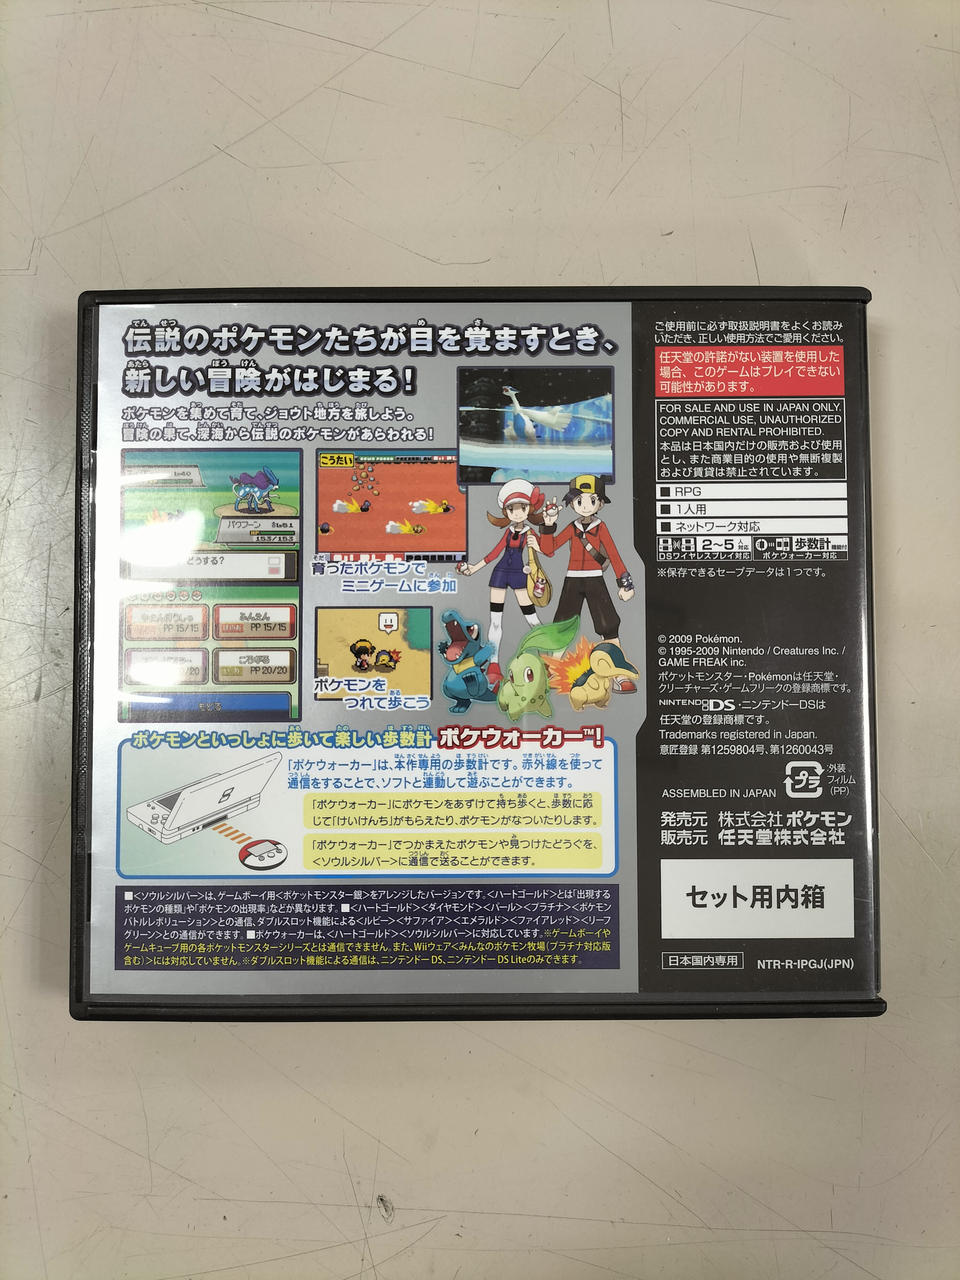 伝説のポケモンたちが目を覚ますとき、
新しい冒険がはじまる!
ポケモンを集めて育て、ジョウト地方を旅しよう。
冒険の果て、深海から伝説のポケモンがあらわれる!
バクフーン ♂Lv51
153/153
どうする?
PP 15/15
ふんえん
PP 15/15
ころがる
PP 20/20
もどる
こうたい
育ったポケモンで
ミニゲームに参加
ポケモンを
つれて歩こう
ポケモンといっしょに歩いて楽しい歩数計 ポケウォーカー™!
「ポケウォーカー」は、本作専用の歩数計です。赤外線を使って
通信をすることで、ソフトと連動して遊ぶことができます。
「ポケウォーカー」にポケモンをあずけて持ち歩くと、歩数に応
じて「けいけんち」がもらえたり、ポケモンがなついたりします。
「ポケウォーカー」でつかまえたポケモンや見つけたどうぐを、
<ソウルシルバー>に通信で送ることができます。
■<ソウルシルバー>は、ゲームボーイ用<ポケットモンスター銀>をアレンジしたバージョンです。<ハートゴールド>とは「出現する
ポケモンの種類」や「ポケモンの出現率」などが異なります。■<ハートゴールド><ダイヤモンド><パール><プラチナ><ポケモン
バトルレボリューション>との通信、ダブルスロット機能による<ルビー><サファイア><エメラルド><ファイアレッド><リーフ
グリーン>との通信ができます。■ポケウォーカーは、<ハートゴールド><ソウルシルバー>に対応しています。※ゲームボーイや
ゲームキューブ用の各ポケットモンスターシリーズとは通信できません。また、Wiiウェア<みんなのポケモン牧場(プラチナ対応版
含む)>には対応していません。※ダブルスロット機能による通信は、ニンテンドーDS、ニンテンドーDS Liteのみできます。
ご使用前に必ず取扱説明書をよくお読み
いただき、正しい使用方法でご愛用ください。
任天堂の許諾がない装置を使用した
場合、このゲームはプレイできない
可能性があります。
FOR SALE AND USE IN JAPAN ONLY.
COMMERCIAL USE, UNAUTHORIZED
COPY AND RENTAL PROHIBITED.
本品は日本国内だけの販売および使用
とし、また商業目的の使用や無断複製
および賃貸は禁止されています。
■ RPG
■ 1人用
■ ネットワーク対応
2~5人対応
DSワイヤレスプレイ対応
歩数計機能付
ポケウォーカー対応
※保存できるセーブデータは1つです。
© 2009 Pokémon.
© 1995-2009 Nintendo / Creatures Inc. /
GAME FREAK inc.
ポケットモンスター・Pokémonは任天堂・
クリーチャーズ・ゲームフリークの登録商標です。
NINTENDO DS・ニンテンドーDSは
任天堂の登録商標です。
Trademarks registered in Japan.
意匠登録 第1259804号、第1260043号
ASSEMBLED IN JAPAN
プラ
:外装
フィルム
(PP)
発売元 株式会社ポケモン
販売元 任天堂株式会社
セット用内箱
日本国内専用
NTR-R-IPGJ(JPN)